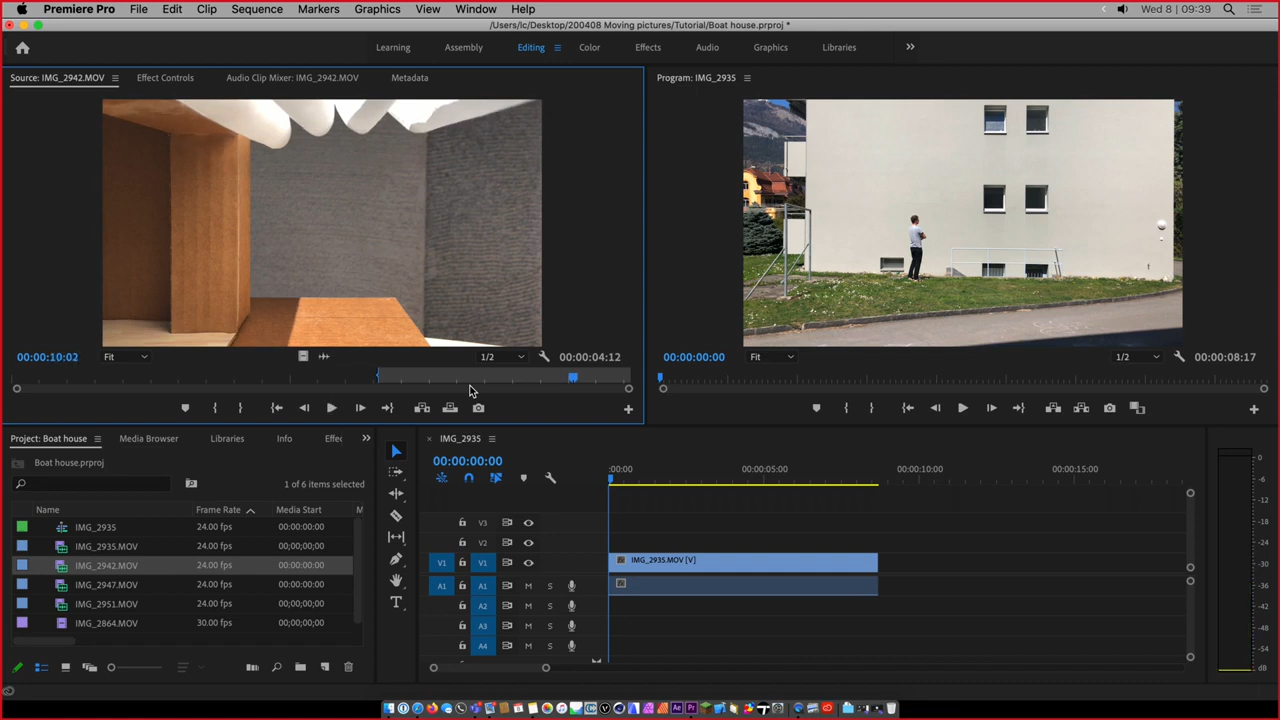 Premiere Pro File Edit Clip Sequence Markers Graphics View Window Help Wed 8 09:39
/Users/lc/Desktop/200408 Moving pictures/Tutorial/Boat house.prproj *
Learning Assembly Editing Color Effects Audio Graphics Libraries
Source: IMG_2942.MOV Effect Controls Audio Clip Mixer: IMG_2942.MOV Metadata
Program: IMG_2935
00:00:10:02 Fit 1/2 00:00:04:12
00:00:00:00 Fit 1/2 00:00:08:17
Project: Boat house Media Browser Libraries Info Effec
Boat house.prproj
1 of 6 items selected
Name Frame Rate Media Start
IMG_2935 24.00 fps 00:00:00:00
IMG_2935.MOV 24.00 fps 00;00;00;00
IMG_2942.MOV 24.00 fps 00:00:00:00
IMG_2947.MOV 24.00 fps 00:00:00:00
IMG_2951.MOV 24.00 fps 00;00;00;00
IMG_2864.MOV 30.00 fps 00;00;00;00
IMG_2935
00:00:00:00
:00:00 00:00:05:00 00:00:10:00 00:00:15:00
V3
V2
V1 V1 IMG_2935.MOV [V]
A1 A1 M S
A2 M S
A3 M S
A4 M S
0
-6
-12
-18
-24
-30
-36
-42
-48
-54
dB